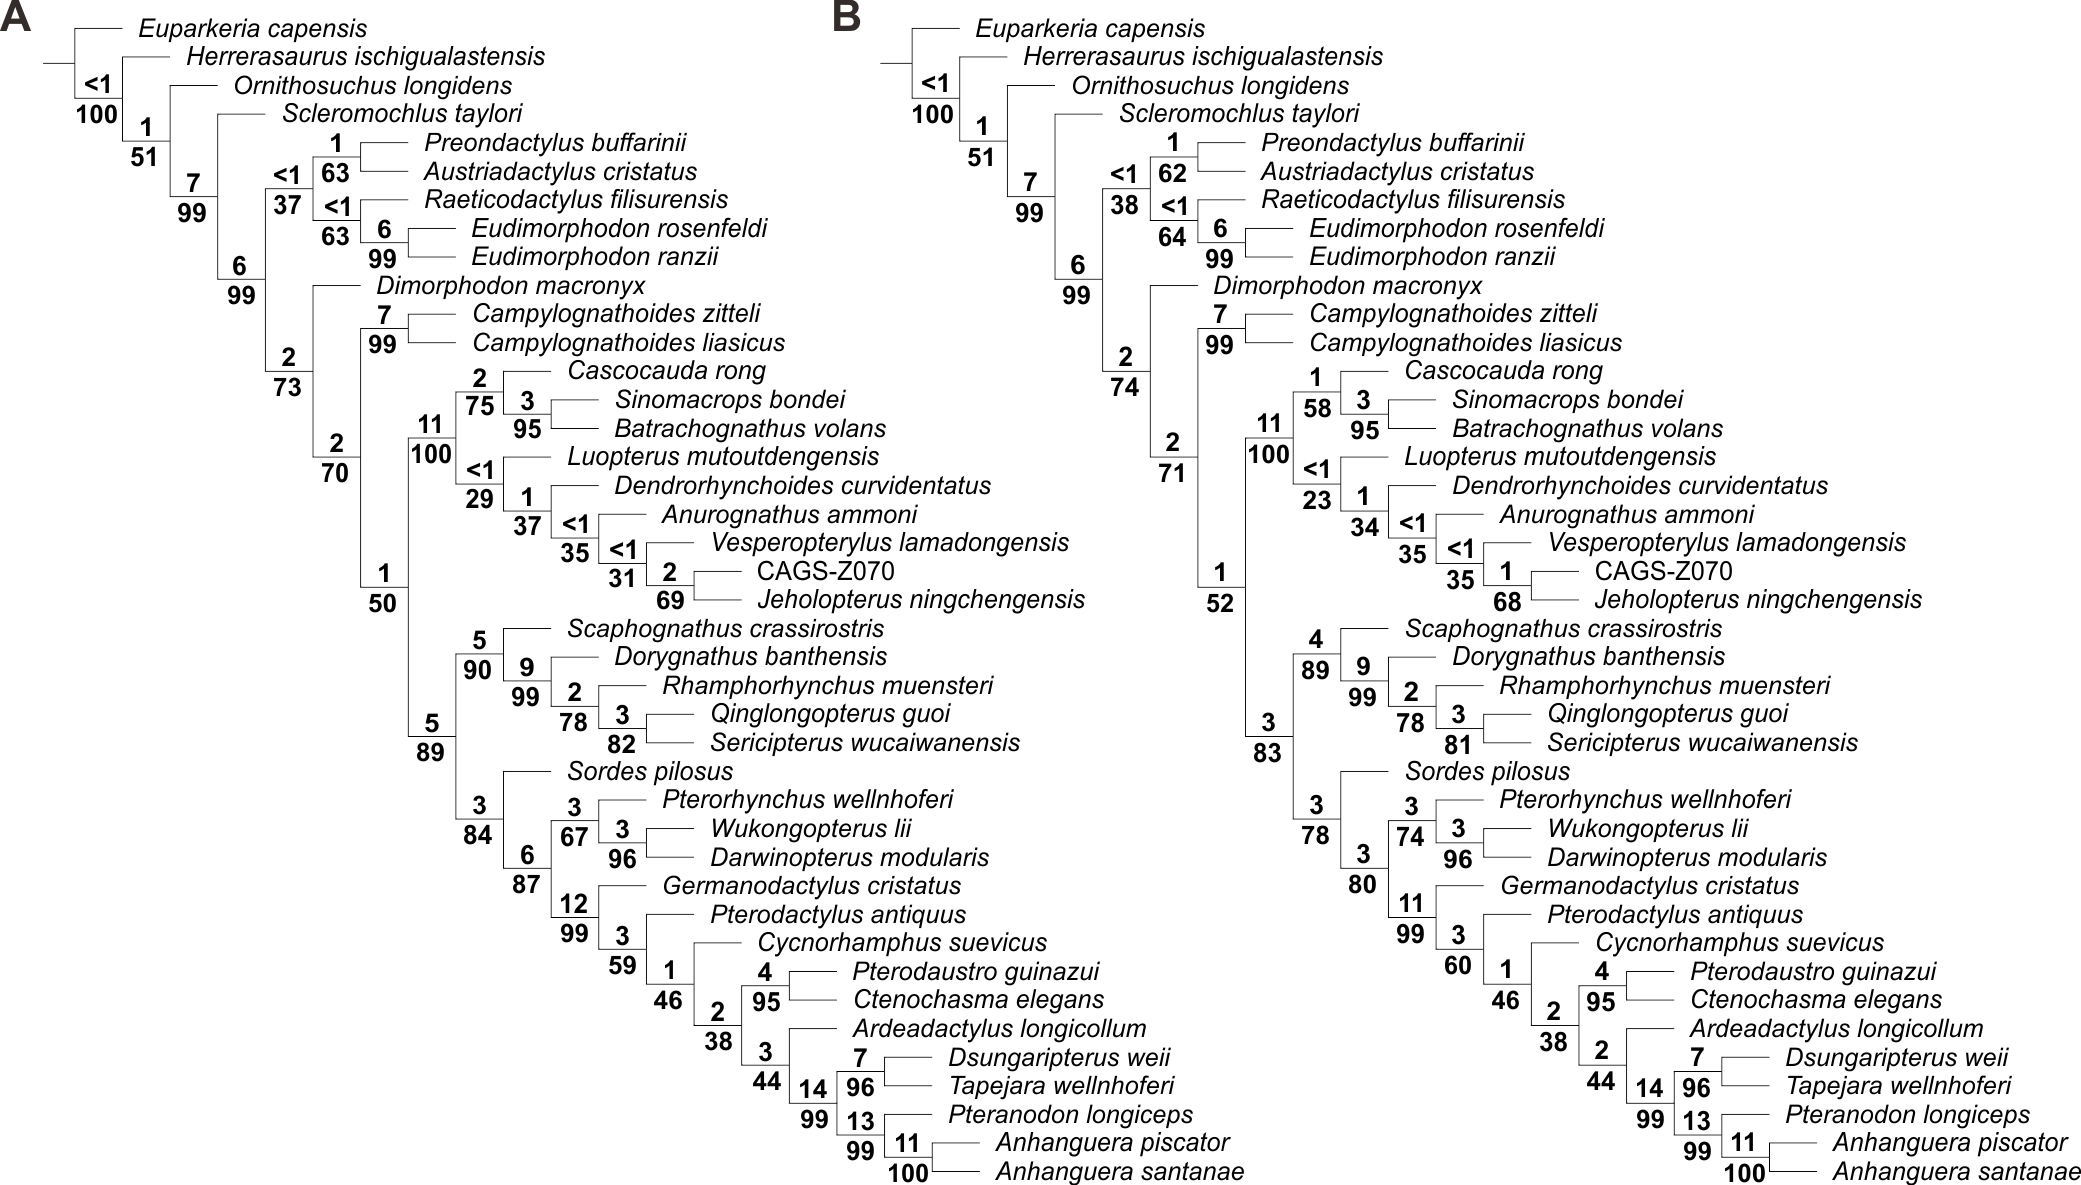 A
Euparkeria capensis
Herrerasaurus ischigualastensis
<1
100
Ornithosuchus longidens
1
51
Scleromochlus taylori
7
99
Preondactylus buffarinii
1
63
Austriadactylus cristatus
<1
37
Raeticodactylus filisurensis
<1
63
Eudimorphodon rosenfeldi
6
99
Eudimorphodon ranzii
6
99
Dimorphodon macronyx
Campylognathoides zitteli
7
99
Campylognathoides liasicus
2
73
Cascocauda rong
2
75
Sinomacrops bondei
3
95
Batrachognathus volans
11
100
2
70
Luopterus mutoutdengensis
<1
29
Dendrorhynchoides curvidentatus
1
37
Anurognathus ammoni
<1
35
Vesperopterylus lamadongensis
<1
31
CAGS-Z070
2
69
Jeholopterus ningchengensis
1
50
Scaphognathus crassirostris
5
90
Dorygnathus banthensis
9
99
Rhamphorhynchus muensteri
2
78
Qinglongopterus guoi
3
82
Sericipterus wucaiwanensis
5
89
Sordes pilosus
3
84
Pterorhynchus wellnhoferi
3
67
Wukongopterus lii
3
96
Darwinopterus modularis
6
87
Germanodactylus cristatus
12
99
Pterodactylus antiquus
3
59
Cycnorhamphus suevicus
1
46
Pterodaustro guinazui
4
95
Ctenochasma elegans
2
38
Ardeadactylus longicollum
3
44
Dsungaripterus weii
7
96
Tapejara wellnhoferi
14
99
Pteranodon longiceps
13
99
Anhanguera piscator
11
100
Anhanguera santanae
B
Euparkeria capensis
Herrerasaurus ischigualastensis
<1
100
Ornithosuchus longidens
1
51
Scleromochlus taylori
7
99
Preondactylus buffarinii
1
62
Austriadactylus cristatus
<1
38
Raeticodactylus filisurensis
<1
64
Eudimorphodon rosenfeldi
6
99
Eudimorphodon ranzii
6
99
Dimorphodon macronyx
Campylognathoides zitteli
7
99
Campylognathoides liasicus
2
74
Cascocauda rong
1
58
Sinomacrops bondei
3
95
Batrachognathus volans
11
100
2
71
Luopterus mutoutdengensis
<1
23
Dendrorhynchoides curvidentatus
1
34
Anurognathus ammoni
<1
35
Vesperopterylus lamadongensis
<1
35
CAGS-Z070
1
68
Jeholopterus ningchengensis
1
52
Scaphognathus crassirostris
4
89
Dorygnathus banthensis
9
99
Rhamphorhynchus muensteri
2
78
Qinglongopterus guoi
3
81
Sericipterus wucaiwanensis
3
83
Sordes pilosus
3
78
Pterorhynchus wellnhoferi
3
74
Wukongopterus lii
3
96
Darwinopterus modularis
3
80
Germanodactylus cristatus
11
99
Pterodactylus antiquus
3
60
Cycnorhamphus suevicus
1
46
Pterodaustro guinazui
4
95
Ctenochasma elegans
2
38
Ardeadactylus longicollum
2
44
Dsungaripterus weii
7
96
Tapejara wellnhoferi
14
99
Pteranodon longiceps
13
99
Anhanguera piscator
11
100
Anhanguera santanae